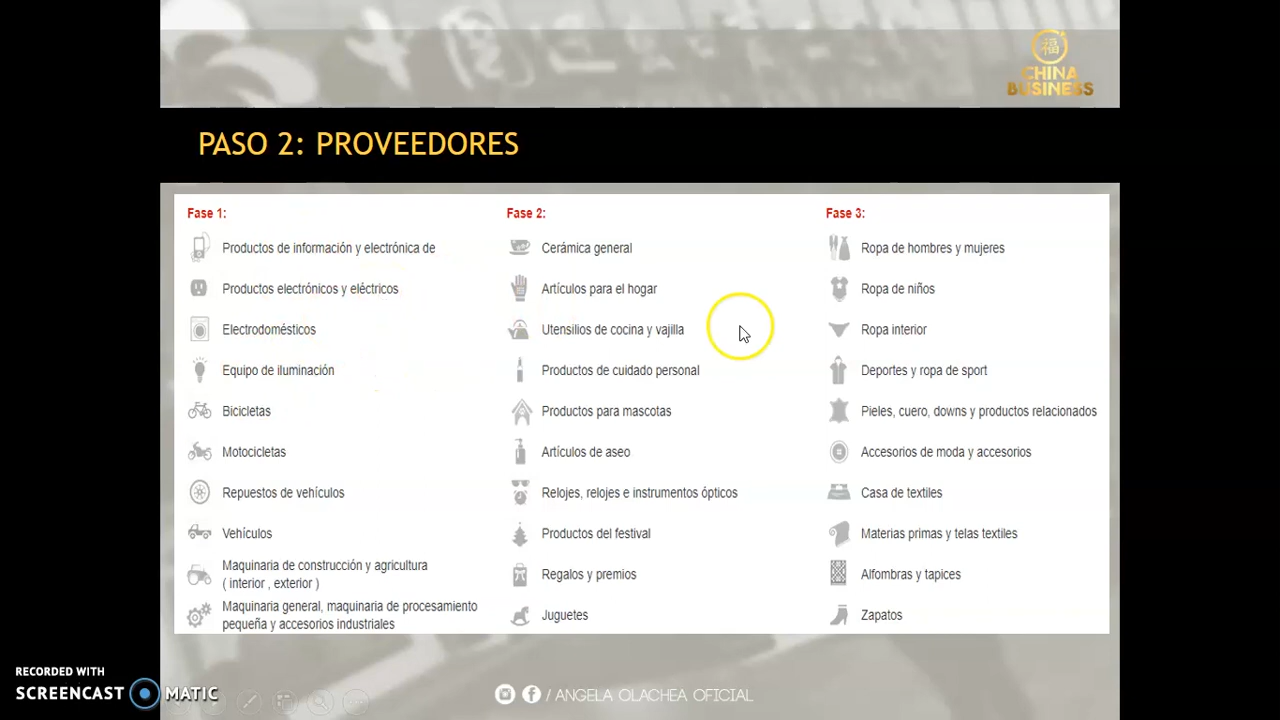 中国
福
CHINA
BUSINESS
PASO 2: PROVEEDORES
Fase 1:
Productos de información y electrónica de
Productos electrónicos y eléctricos
Electrodomésticos
Equipo de iluminación
Bicicletas
Motocicletas
Repuestos de vehículos
Vehículos
Maquinaria de construcción y agricultura
( interior , exterior )
Maquinaria general, maquinaria de procesamiento
pequeña y accesorios industriales
Fase 2:
Cerámica general
Artículos para el hogar
Utensilios de cocina y vajilla
Productos de cuidado personal
Productos para mascotas
Artículos de aseo
Relojes, relojes e instrumentos ópticos
Productos del festival
Regalos y premios
Juguetes
Fase 3:
Ropa de hombres y mujeres
Ropa de niños
Ropa interior
Deportes y ropa de sport
Pieles, cuero, downs y productos relacionados
Accesorios de moda y accesorios
Casa de textiles
Materias primas y telas textiles
Alfombras y tapices
Zapatos
RECORDED WITH
SCREENCAST MATIC
/ ANGELA OLACHEA OFICIAL